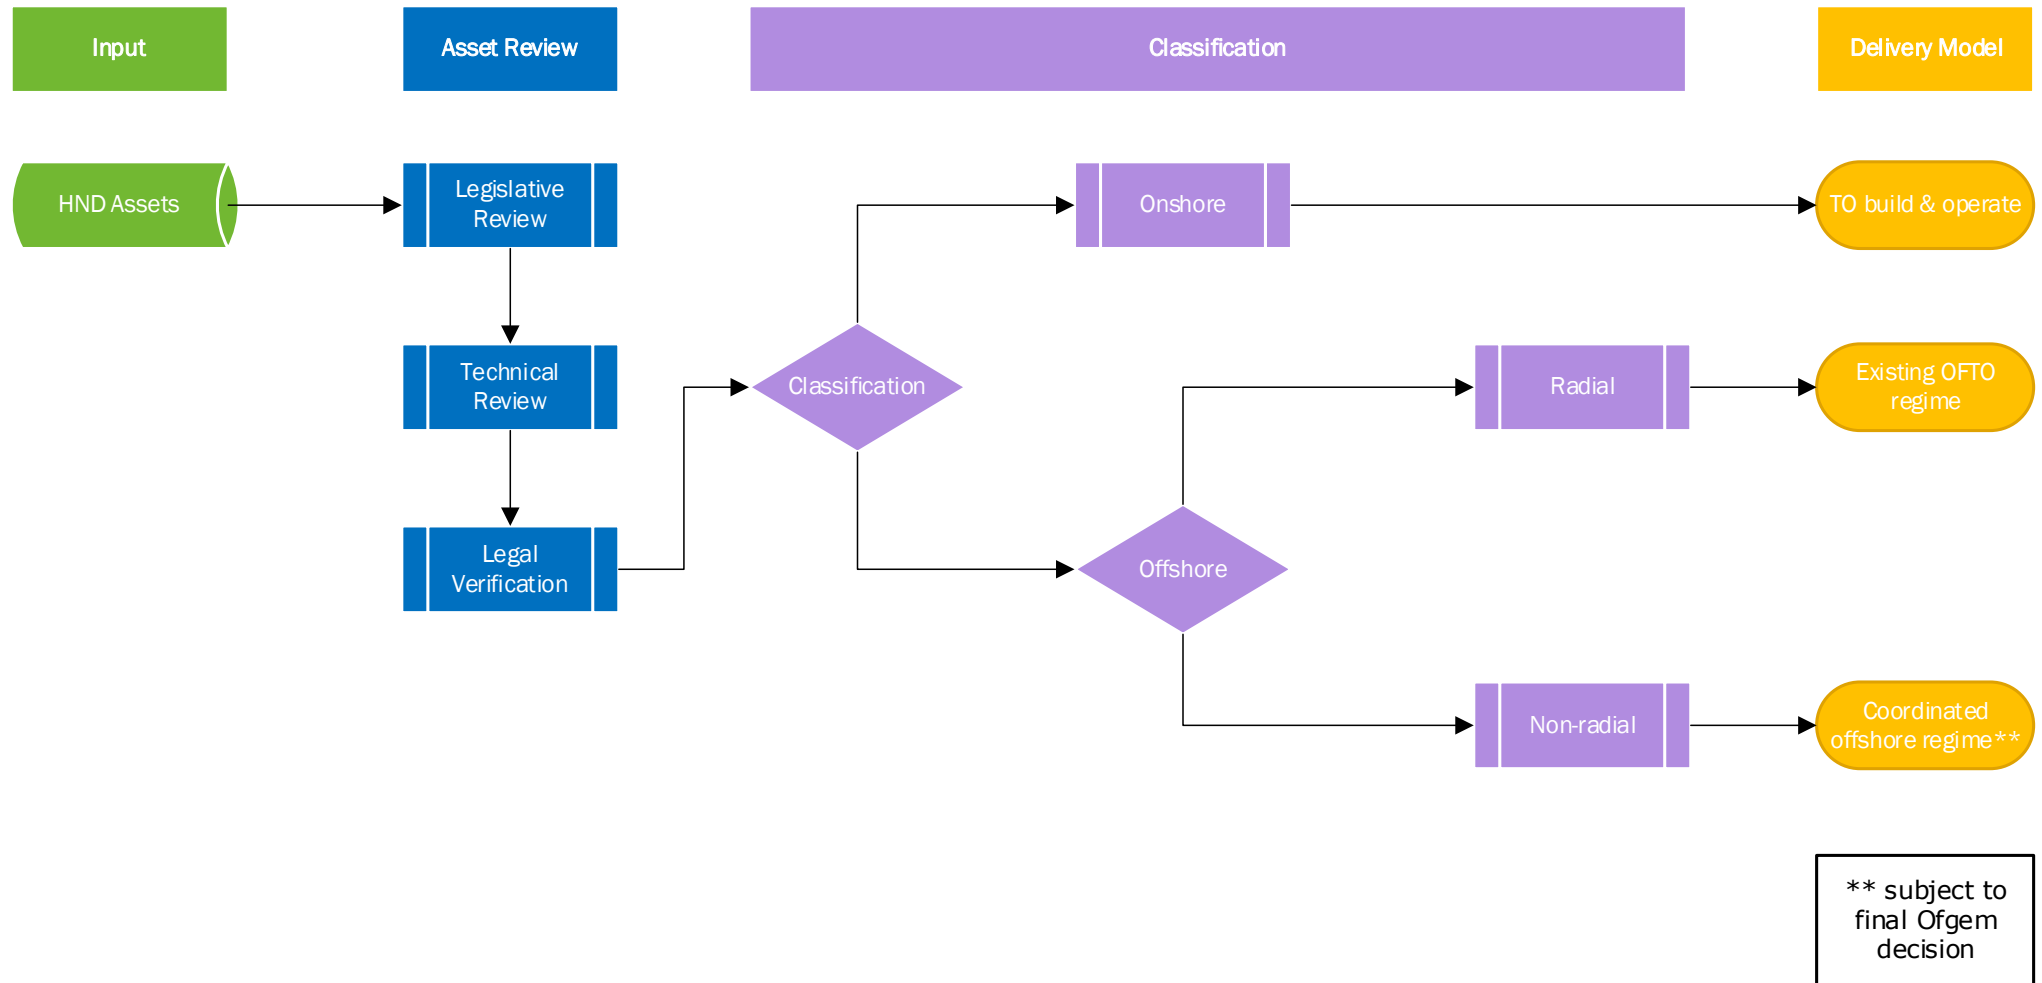 Input
Asset Review
Classification
Delivery Model
HND Assets
Legislative
Review
Onshore
TO build & operate
Technical
Review
Classification
Radial
Existing OFTO
regime
Legal
Verification
Offshore
Non-radial
Coordinated
offshore regime**
** subject to
final Ofgem
decision